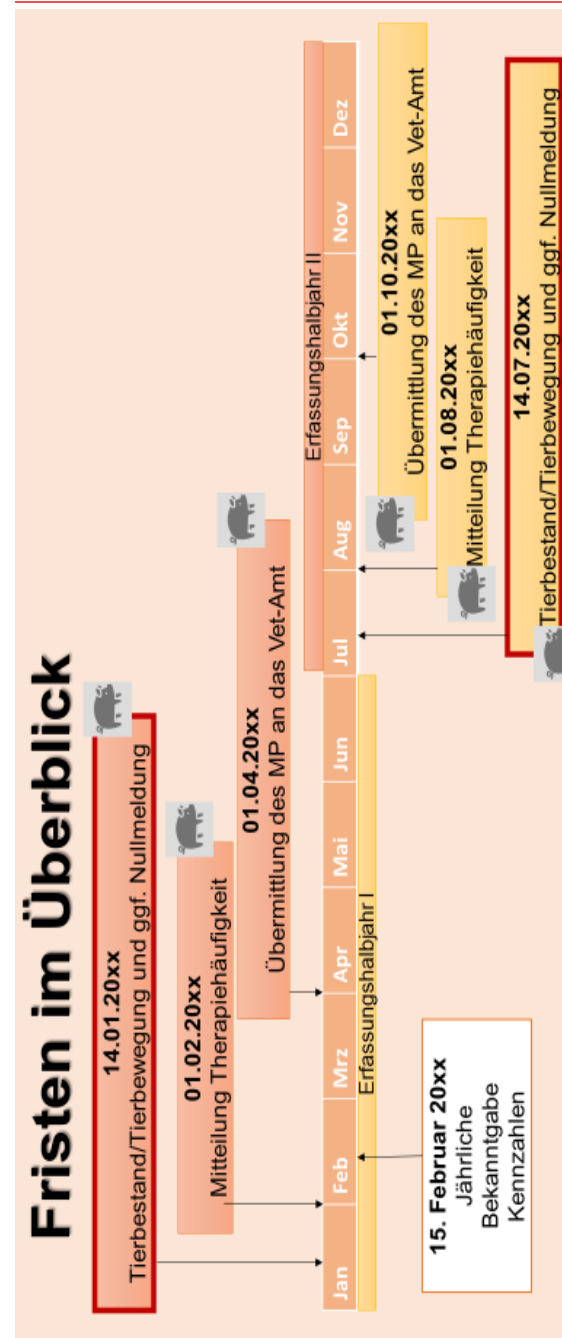 Fristen im Überblick
14.01.20xx
Tierbestand/Tierbewegung und ggf. Nullmeldung
01.02.20xx
Mitteilung Therapiehäufigkeit
01.04.20xx
Übermittlung des MP an das Vet-Amt
Erfassungshalbjahr II
Jan Feb Mrz Apr Mai Jun Jul Aug Sep Okt Nov Dez
Erfassungshalbjahr I
01.10.20xx
Übermittlung des MP an das Vet-Amt
15. Februar 20xx
Jährliche
Bekanntgabe
Kennzahlen
01.08.20xx
Mitteilung Therapiehäufigkeit
14.07.20xx
Tierbestand/Tierbewegung und ggf. Nullmeldung